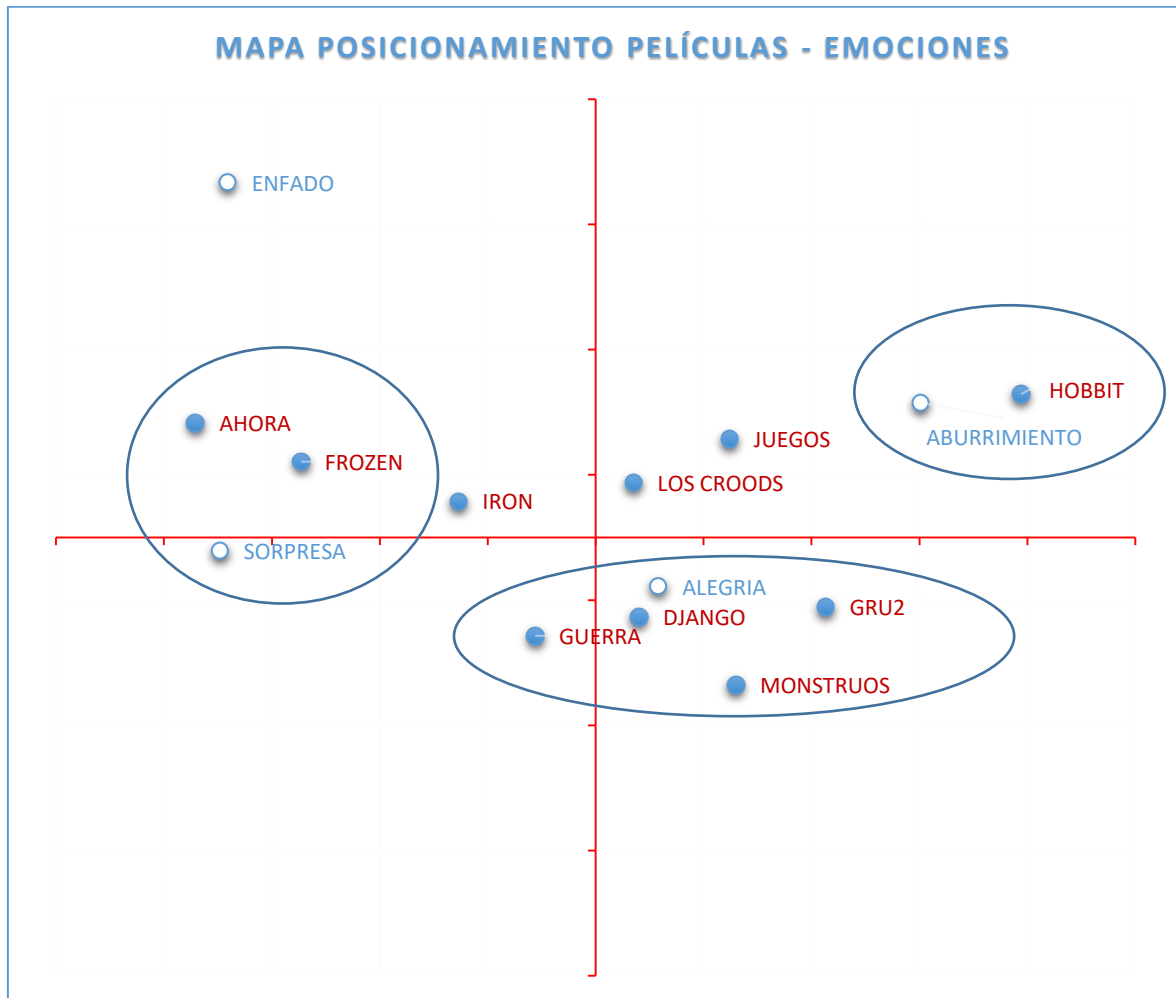 MAPA POSICIONAMIENTO PELÍCULAS - EMOCIONES
ENFADO
HOBBIT
AHORA
ABURRIMIENTO
JUEGOS
FROZEN
LOS CROODS
IRON
SORPRESA
ALEGRIA
GRU2
DJANGO
GUERRA
MONSTRUOS